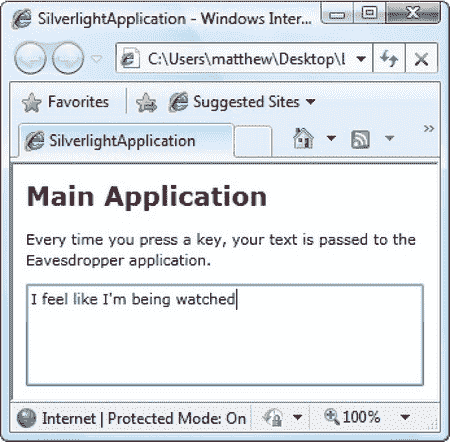 SilverlightApplication - Windows Inter...
C:\Users\matthew\Desktop\
Favorites Suggested Sites
SilverlightApplication
Main Application
Every time you press a key, your text is passed to the
Eavesdropper application.
I feel like I'm being watched
Internet | Protected Mode: On 100%